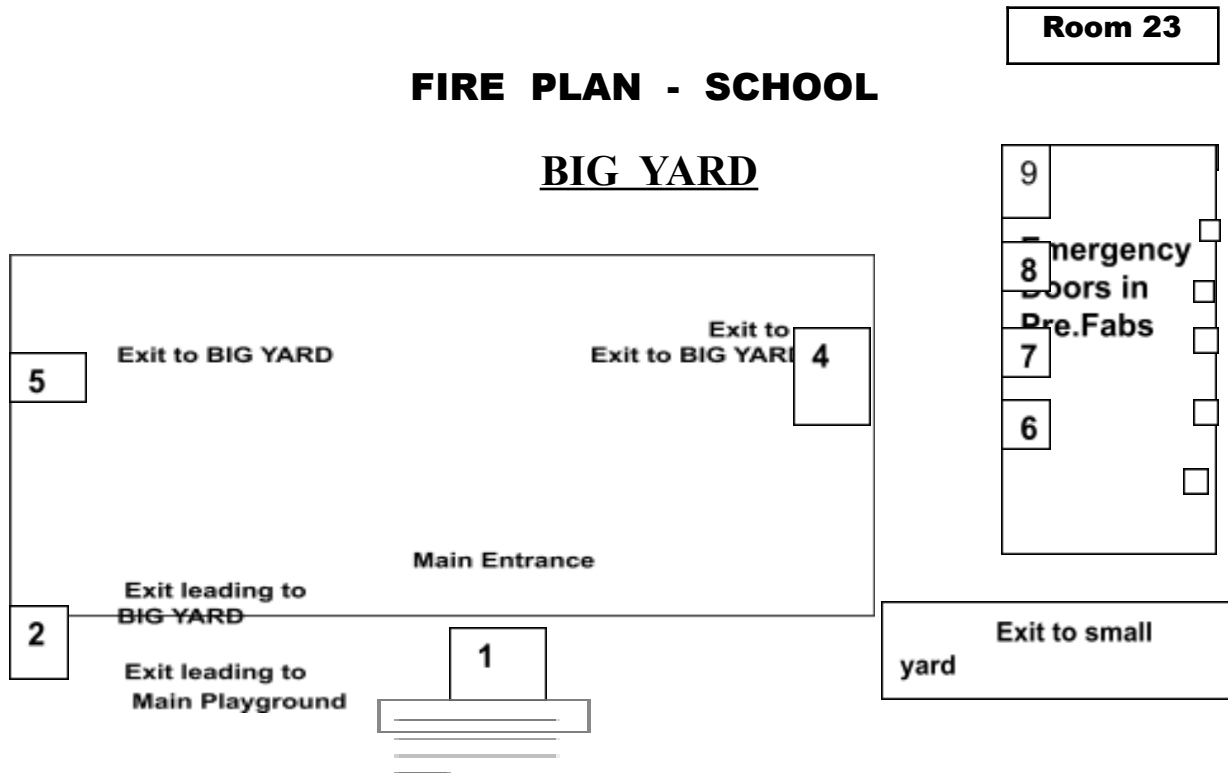 Room 23
FIRE PLAN - SCHOOL
BIG YARD
9
Emergency
8
Doors in
Pre.Fabs
7
6
Exit to
Exit to BIG YARD
Exit to BIG YARD
4
5
Main Entrance
Exit leading to
BIG YARD
2
1
Exit leading to
Main Playground
Exit to small
yard